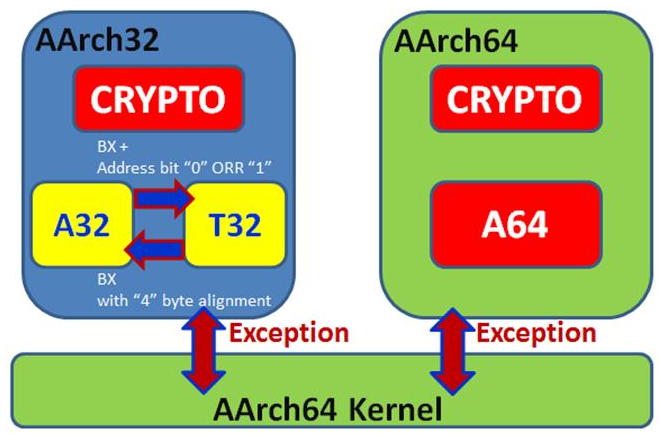 AArch32
CRYPTO
BX +
Address bit “0” ORR “1”
A32
T32
BX
with “4” byte alignment
AArch64
CRYPTO
A64
Exception
Exception
AArch64 Kernel